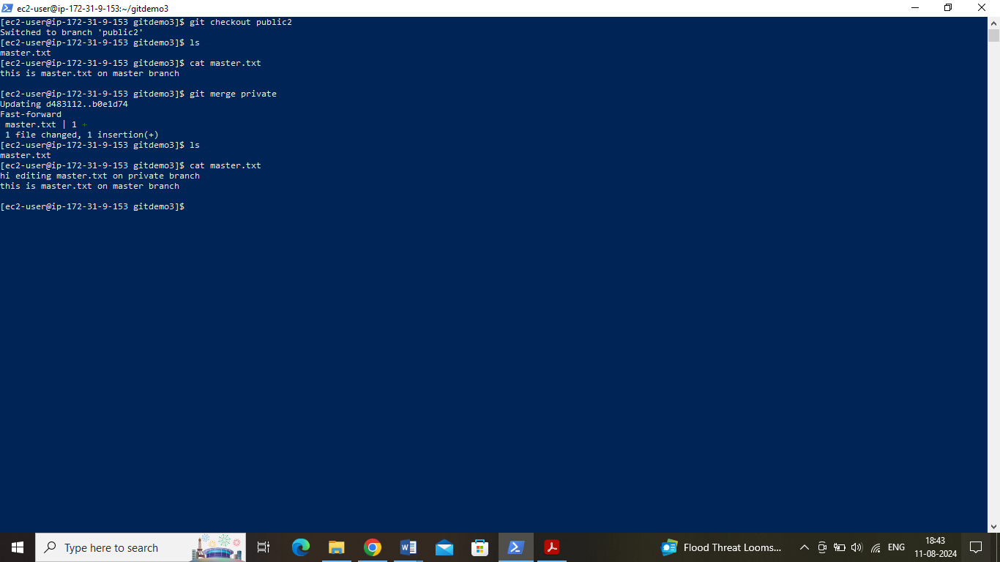 ec2-user@ip-172-31-9-153:~/gitdemo3
[ec2-user@ip-172-31-9-153 gitdemo3]$ git checkout public2
Switched to branch 'public2'
[ec2-user@ip-172-31-9-153 gitdemo3]$ ls
master.txt
[ec2-user@ip-172-31-9-153 gitdemo3]$ cat master.txt
this is master.txt on master branch
[ec2-user@ip-172-31-9-153 gitdemo3]$ git merge private
Updating d483112..b0e1d74
Fast-forward
 master.txt | 1 +
 1 file changed, 1 insertion(+)
[ec2-user@ip-172-31-9-153 gitdemo3]$ ls
master.txt
[ec2-user@ip-172-31-9-153 gitdemo3]$ cat master.txt
hi editing master.txt on private branch
this is master.txt on master branch
[ec2-user@ip-172-31-9-153 gitdemo3]$
Type here to search
Flood Threat Looms...
ENG
18:43
11-08-2024